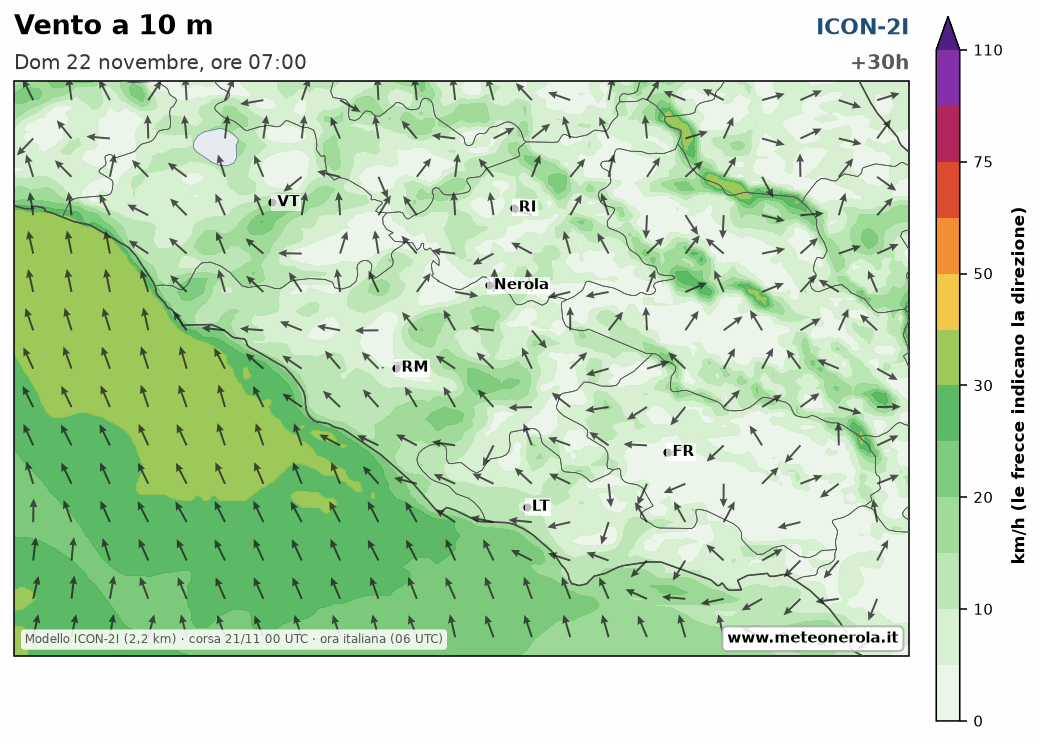 Vento a 10 m
ICON-2I
Dom 22 novembre, ore 07:00
+30h
VT
RI
Nerola
RM
FR
LT
Modello ICON-2I (2,2 km) · corsa 21/11 00 UTC · ora italiana (06 UTC)
www.meteonerola.it
110
75
50
30
20
10
0
km/h (le frecce indicano la direzione)